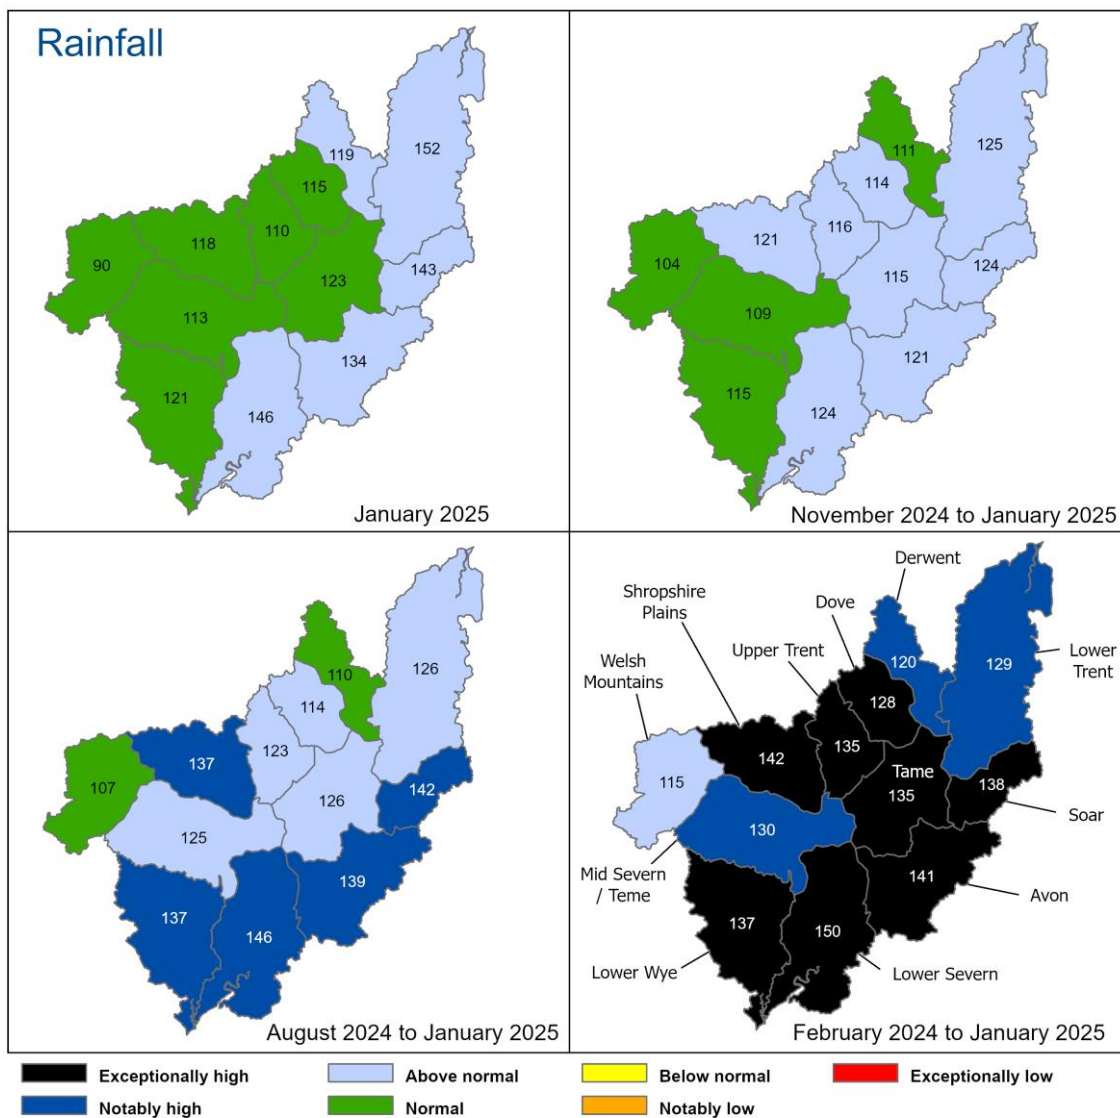 Rainfall
119
152
115
110
118
90
143
123
113
134
121
146
January 2025
111
125
114
116
121
104
124
115
109
121
115
124
November 2024 to January 2025
110
126
114
123
137
107
142
126
125
139
137
146
August 2024 to January 2025
Derwent
Shropshire
Plains
Dove
Upper Trent
Lower
Trent
Welsh
Mountains
120
129
128
135
142
115
Tame
135
138
Soar
130
Mid Severn
/ Teme
141
Avon
137
150
Lower Wye
Lower Severn
February 2024 to January 2025
Exceptionally high
Above normal
Below normal
Exceptionally low
Notably high
Normal
Notably low